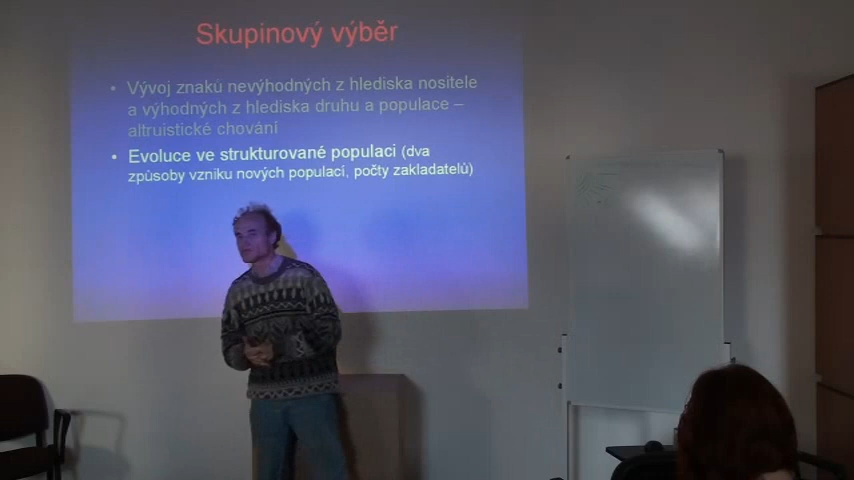 Skupinový výběr
• Vývoj znaků nevýhodných z hlediska nositele
a výhodných z hlediska druhu a populace –
altruistické chování
• Evoluce ve strukturované populaci (dva
způsoby vzniku nových populací, počty zakladatelů)